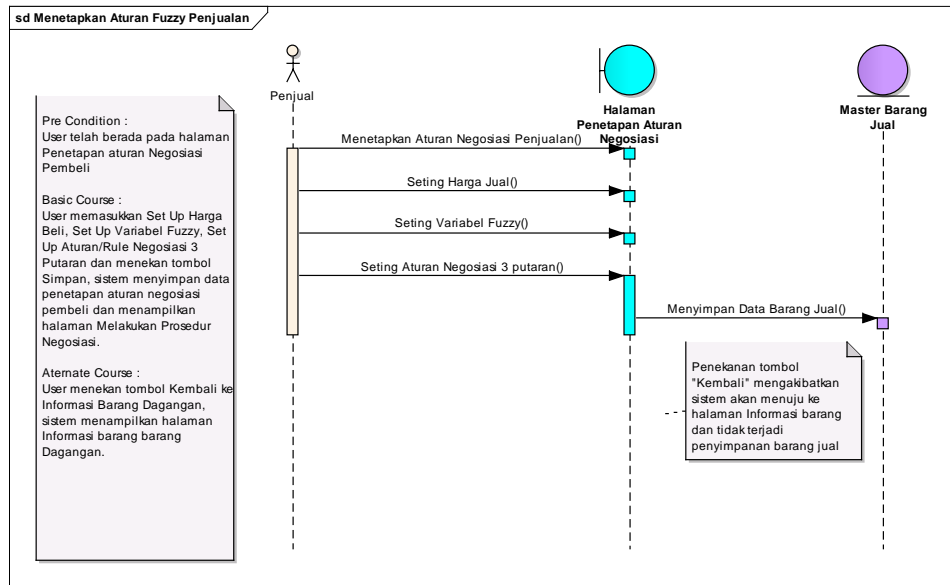 sd Menetapkan Aturan Fuzzy Penjualan
Penjual
Halaman
Penetapan Aturan
Negosiasi
Master Barang
Jual
Pre Condition :
User telah berada pada halaman
Penetapan aturan Negosiasi
Pembeli
Basic Course :
User memasukkan Set Up Harga
Beli, Set Up Variabel Fuzzy, Set
Up Aturan/Rule Negosiasi 3
Putaran dan menekan tombol
Simpan, sistem menyimpan data
penetapan aturan negosiasi
pembeli dan menampilkan
halaman Melakukan Prosedur
Negosiasi.
Aternate Course :
User menekan tombol Kembali ke
Informasi Barang Dagangan,
sistem menampilkan halaman
Informasi barang barang
Dagangan.
Menetapkan Aturan Negosiasi Penjualan()
Seting Harga Jual()
Seting Variabel Fuzzy()
Seting Aturan Negosiasi 3 putaran()
Menyimpan Data Barang Jual()
Penekanan tombol
"Kembali" mengakibatkan
sistem akan menuju ke
halaman Informasi barang
dan tidak terjadi
penyimpanan barang jual